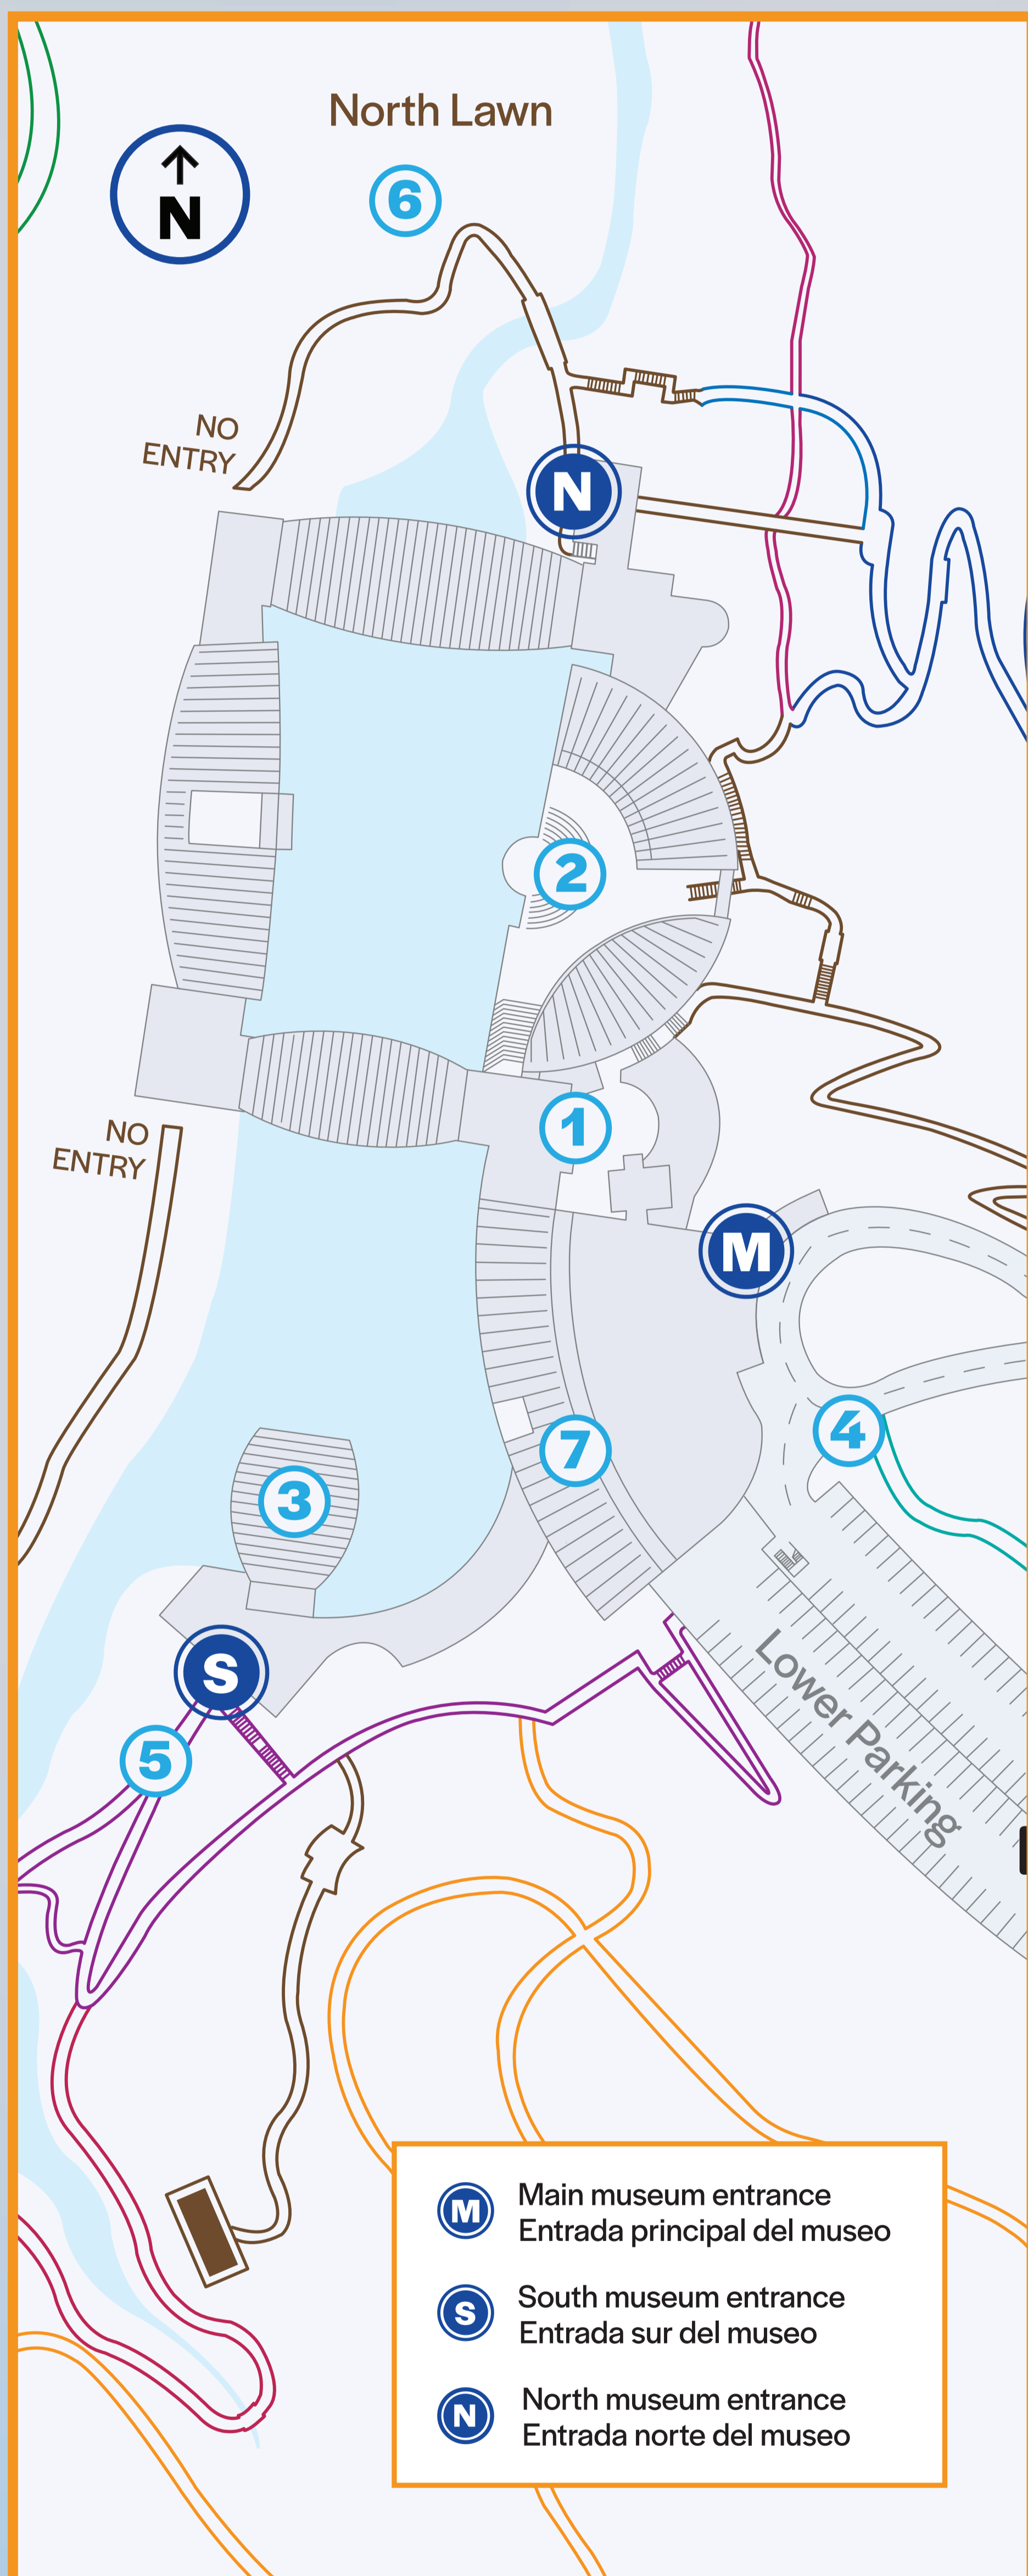 North Lawn
N
6
NO
ENTRY
N
2
1
NO
ENTRY
M
4
7
3
S
5
Lower Parking
M
Main museum entrance
Entrada principal del museo
S
South museum entrance
Entrada sur del museo
N
North museum entrance
Entrada norte del museo